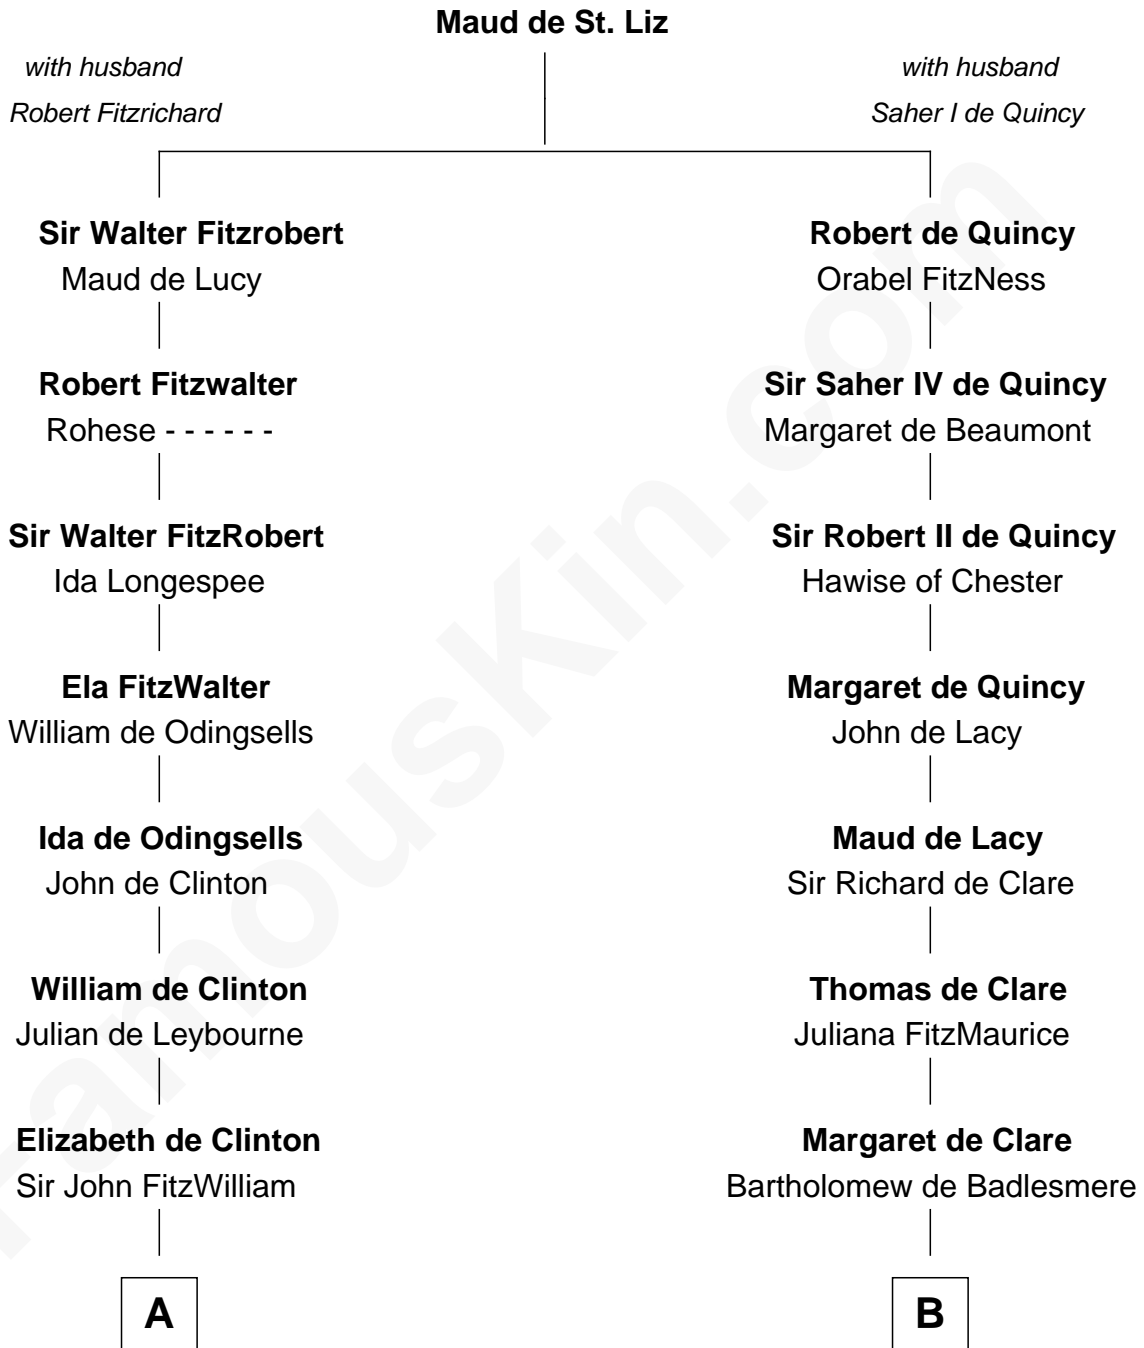 Maud de St. Liz
with husband
Robert Fitzrichard
with husband
Saher I de Quincy
Sir Walter Fitzrobert
Maud de Lucy
Robert de Quincy
Orabel FitzNess
Robert Fitzwalter
Rohese - - - - - -
Sir Saher IV de Quincy
Margaret de Beaumont
Sir Walter FitzRobert
Ida Longespee
Sir Robert II de Quincy
Hawise of Chester
Ela FitzWalter
William de Odingsells
Margaret de Quincy
John de Lacy
Ida de Odingsells
John de Clinton
Maud de Lacy
Sir Richard de Clare
William de Clinton
Julian de Leybourne
Thomas de Clare
Juliana FitzMaurice
Elizabeth de Clinton
Sir John FitzWilliam
Margaret de Clare
Bartholomew de Badlesmere
A
B
FamousKin.com